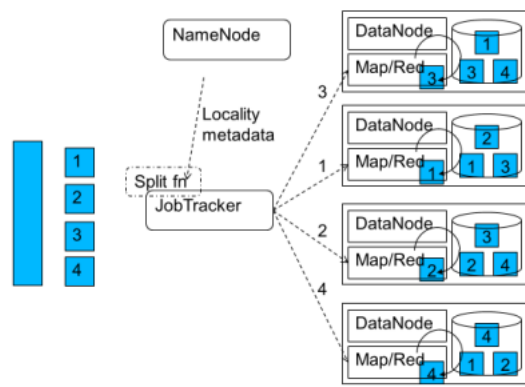 NameNode
Locality
metadata
Split fn
JobTracker
1
2
3
4
3
1
2
4
DataNode
Map/Red
3
1
3
4
DataNode
Map/Red
1
2
1
3
DataNode
Map/Red
2
3
2
4
DataNode
Map/Red
4
4
1
2